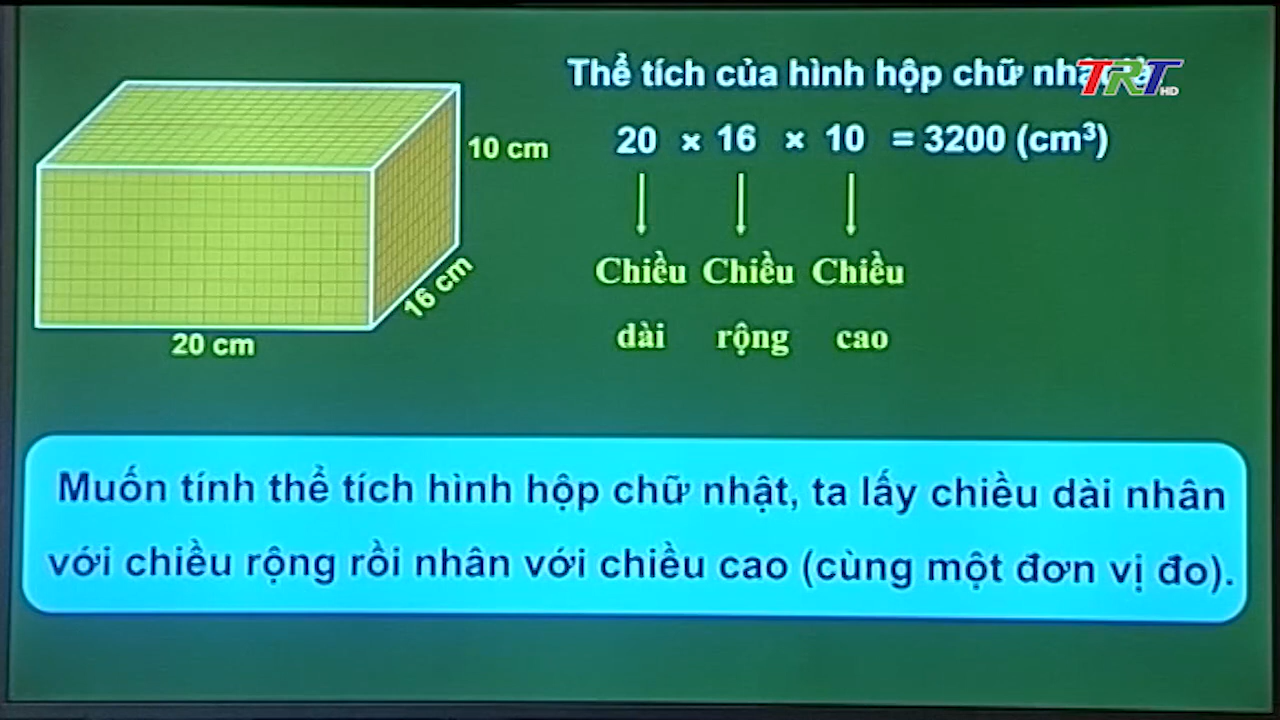 Thể tích của hình hộp chữ
TRT HD
20 × 16 × 10 = 3200 (cm³)
10 cm
16 cm
20 cm
Chiều Chiều Chiều
dài rộng cao
Muốn tính thể tích hình hộp chữ nhật, ta lấy chiều dài nhân
với chiều rộng rồi nhân với chiều cao (cùng một đơn vị đo).